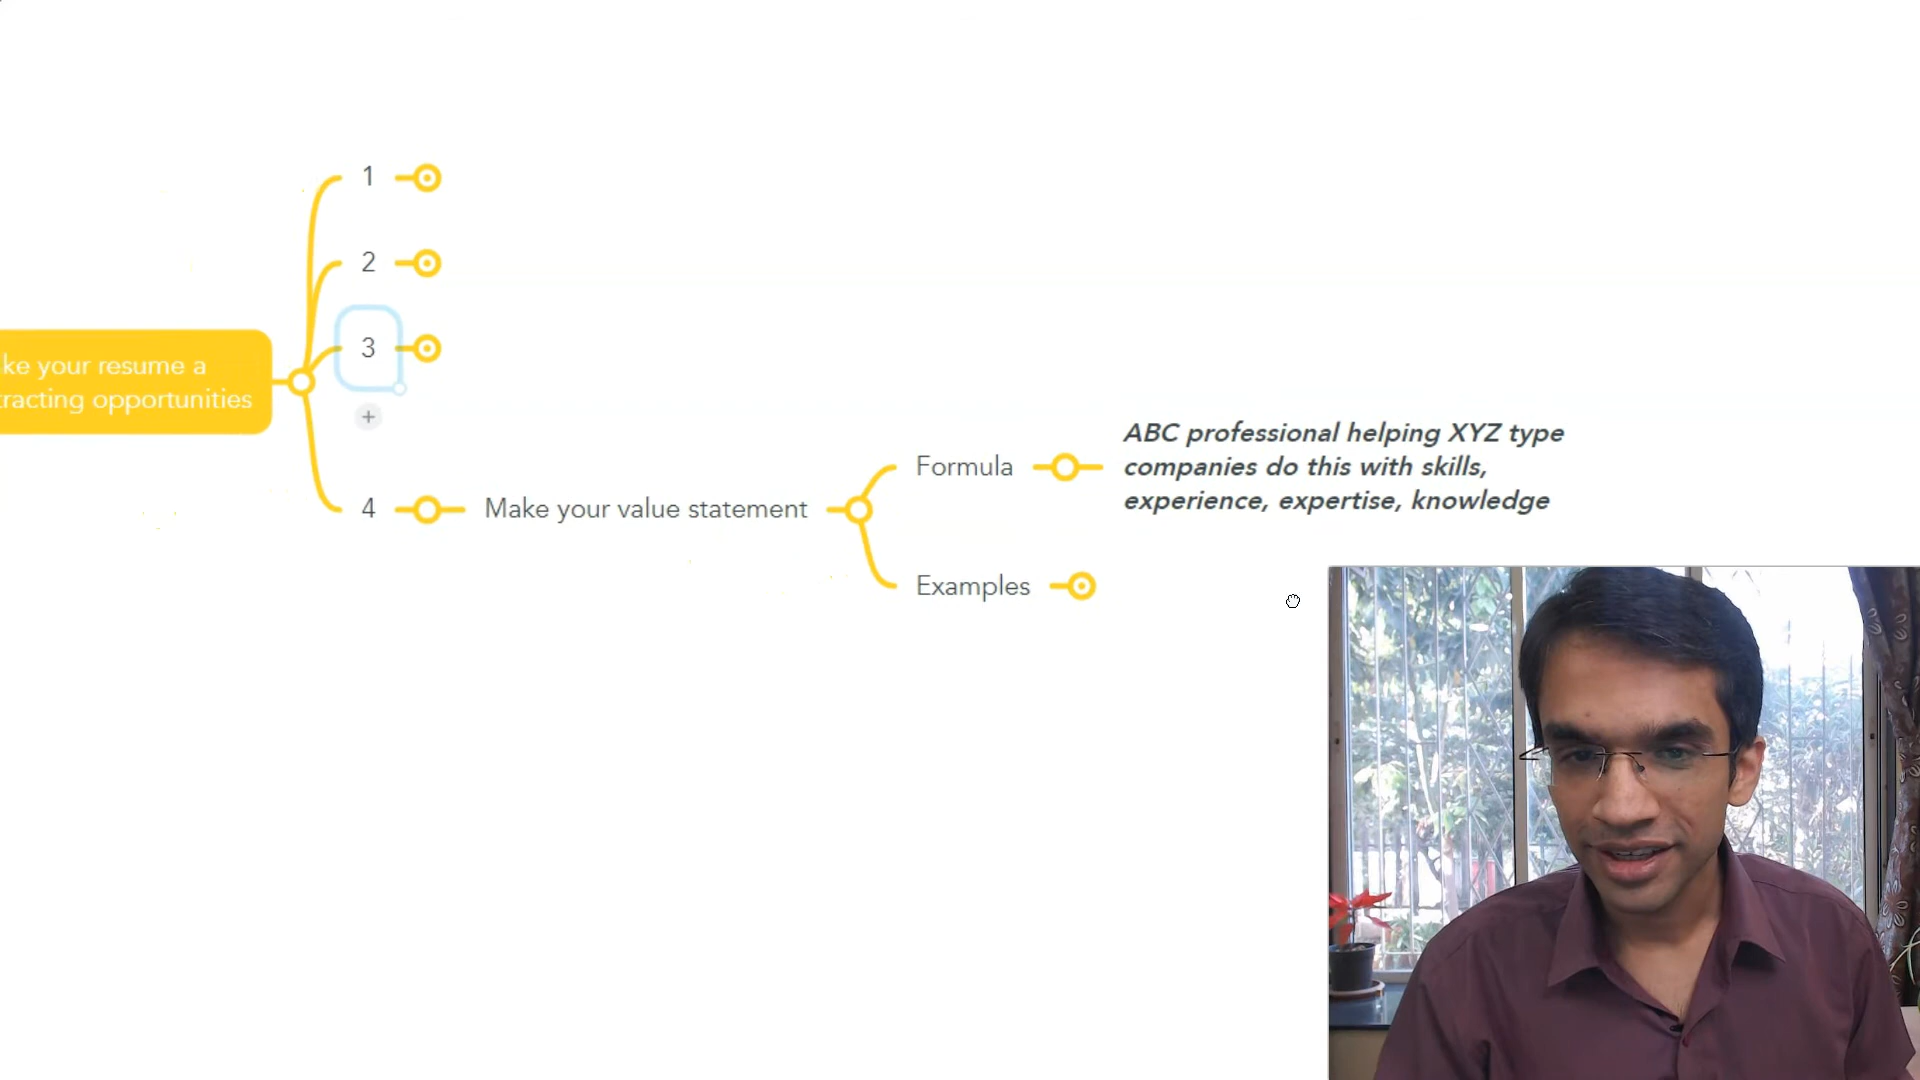 1
2
3
ke your resume a
tracting opportunities
+
4
Make your value statement
Formula
ABC professional helping XYZ type
companies do this with skills,
experience, expertise, knowledge
Examples